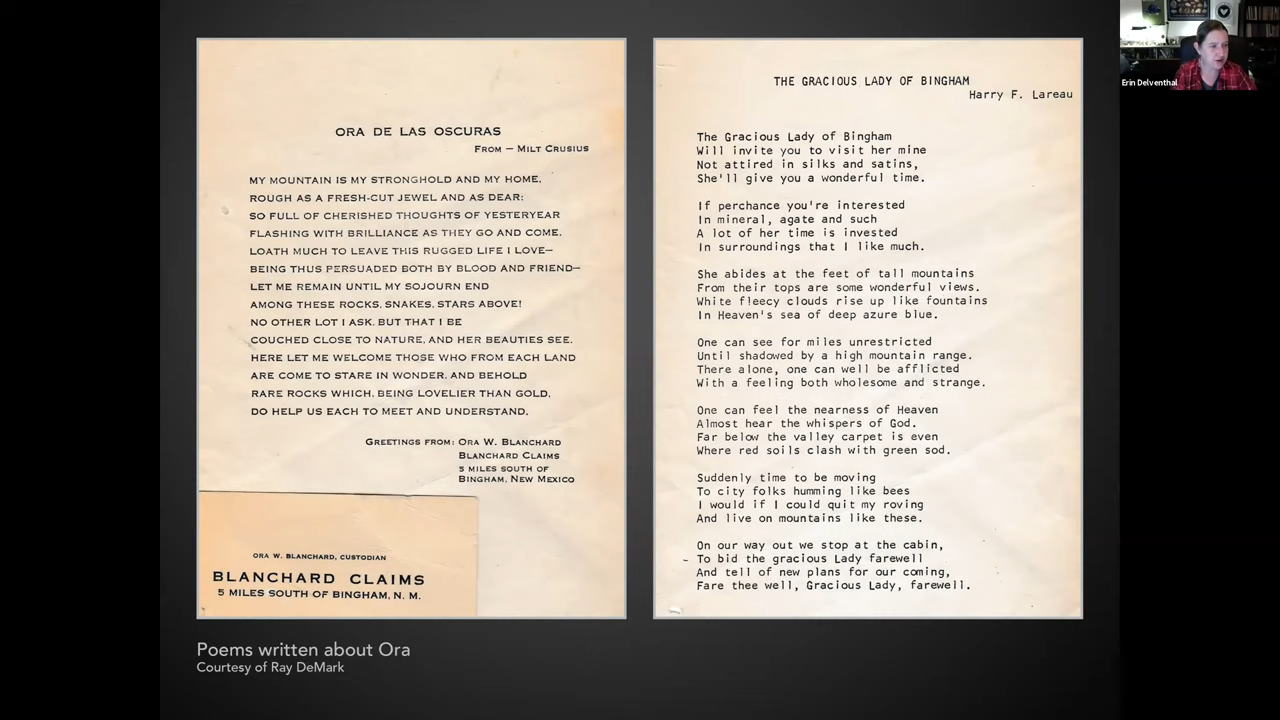 ORA DE LAS OSCURAS
FROM — MILT CRUSIUS
MY MOUNTAIN IS MY STRONGHOLD AND MY HOME,
ROUGH AS A FRESH-CUT JEWEL AND AS DEAR:
SO FULL OF CHERISHED THOUGHTS OF YESTERYEAR
FLASHING WITH BRILLIANCE AS THEY GO AND COME,
LOATH MUCH TO LEAVE THIS RUGGED LIFE I LOVE—
BEING THUS PERSUADED BOTH BY BLOOD AND FRIEND—
LET ME REMAIN UNTIL MY SOJOURN END
AMONG THESE ROCKS, SNAKES, STARS ABOVE!
NO OTHER LOT I ASK, BUT THAT I BE
COUCHED CLOSE TO NATURE, AND HER BEAUTIES SEE.
HERE LET ME WELCOME THOSE WHO FROM EACH LAND
ARE COME TO STARE IN WONDER, AND BEHOLD
RARE ROCKS WHICH, BEING LOVELIER THAN GOLD,
DO HELP US EACH TO MEET AND UNDERSTAND.
GREETINGS FROM: ORA W. BLANCHARD
BLANCHARD CLAIMS
5 MILES SOUTH OF
BINGHAM, NEW MEXICO
ORA W. BLANCHARD, CUSTODIAN
BLANCHARD CLAIMS
5 MILES SOUTH OF BINGHAM, N. M.
THE GRACIOUS LADY OF BINGHAM
Harry F. Lareau
The Gracious Lady of Bingham
Will invite you to visit her mine
Not attired in silks and satins,
She'll give you a wonderful time.
If perchance you're interested
In mineral, agate and such
A lot of her time is invested
In surroundings that I like much.
She abides at the feet of tall mountains
From their tops are some wonderful views.
White fleecy clouds rise up like fountains
In Heaven's sea of deep azure blue.
One can see for miles unrestricted
Until shadowed by a high mountain range.
There alone, one can well be afflicted
With a feeling both wholesome and strange.
One can feel the nearness of Heaven
Almost hear the whispers of God.
Far below the valley carpet is even
Where red soils clash with green sod.
Suddenly time to be moving
To city folks humming like bees
I would if I could quit my roving
And live on mountains like these.
On our way out we stop at the cabin,
To bid the gracious Lady farewell
And tell of new plans for our coming,
Fare thee well, Gracious Lady, farewell.
Poems written about Ora
Courtesy of Ray DeMark
Erin Delventhal